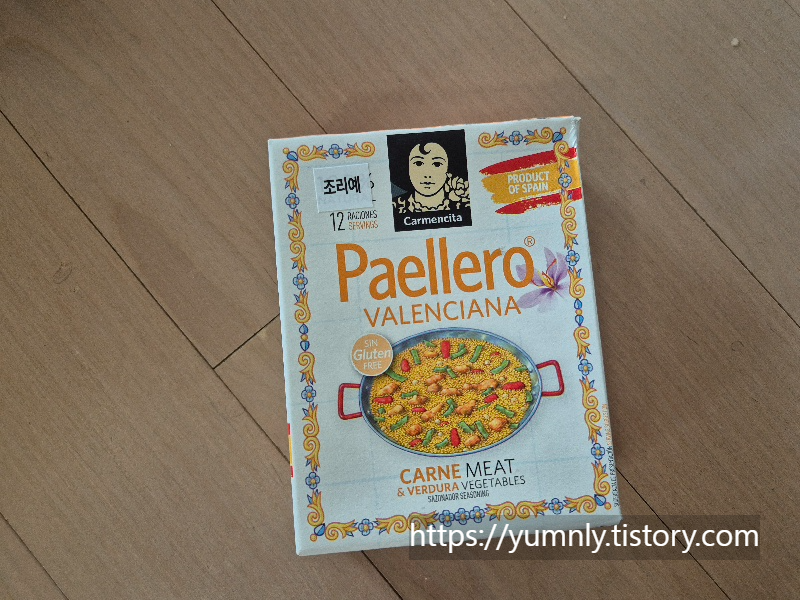 조리예
12 RACIONES
SERVINGS
Carmencita
PRODUCT
OF SPAIN
Paellero®
VALENCIANA
SIN
Gluten
FREE
CARNE MEAT
& VERDURA VEGETABLES
SAZONADOR SEASONING
https://yumnly.tistory.com